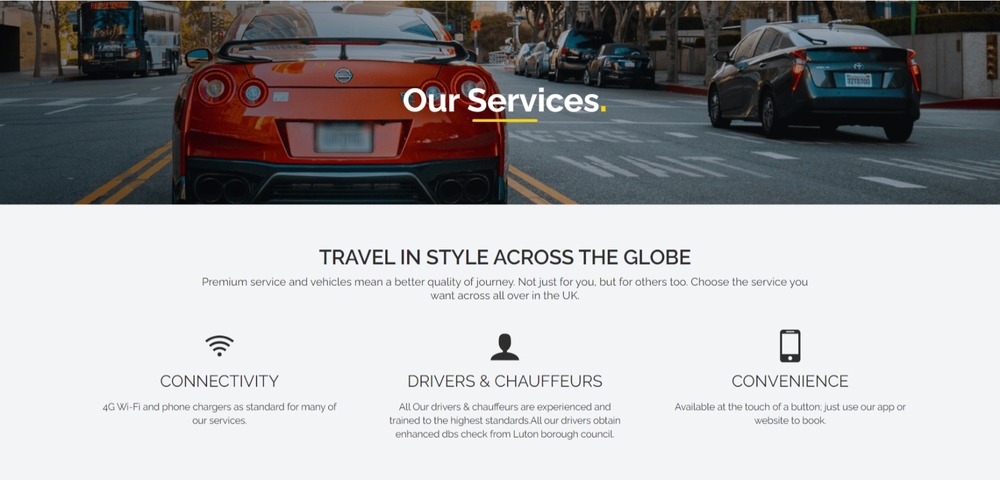 Our Services.
TRAVEL IN STYLE ACROSS THE GLOBE
Premium service and vehicles mean a better quality of journey. Not just for you, but for others too. Choose the service you
want across all over in the UK.
CONNECTIVITY
4G Wi-Fi and phone chargers as standard for many of
our services.
DRIVERS & CHAUFFEURS
All Our drivers & chauffeurs are experienced and
trained to the highest standards.All our drivers obtain
enhanced dbs check from Luton borough council.
CONVENIENCE
Available at the touch of a button; just use our app or
website to book.